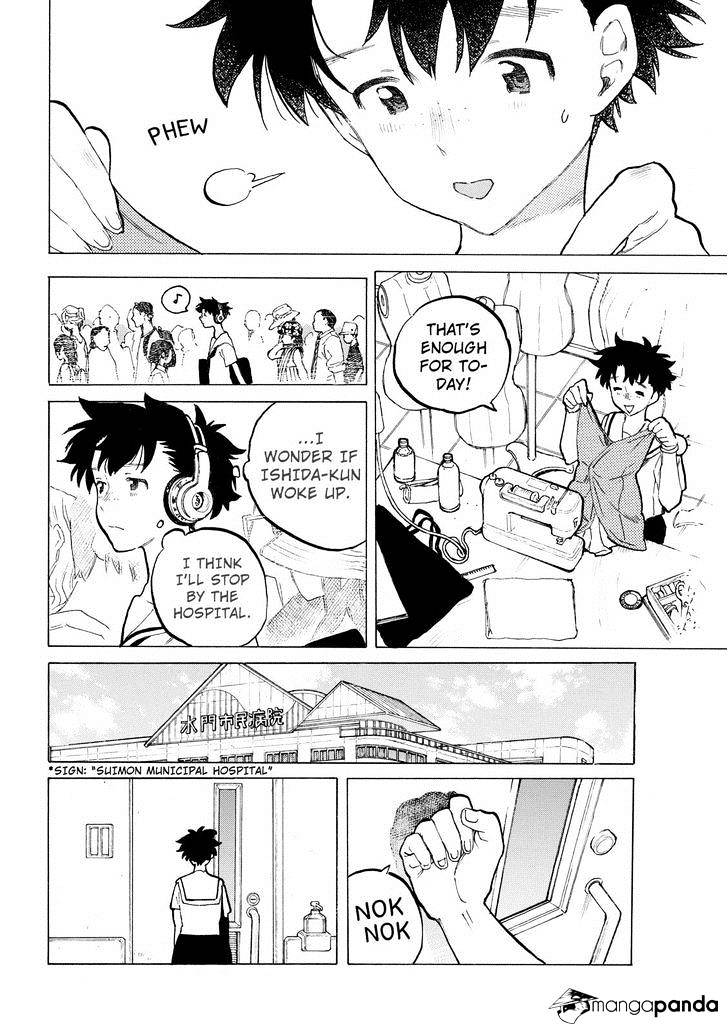 PHEW
♪
THAT'S
ENOUGH
FOR TO-
DAY!
...I
WONDER IF
ISHIDA-KUN
WOKE UP.
I THINK
I'LL STOP
BY THE
HOSPITAL.
水門市民病院
*SIGN: "SUIMON MUNICIPAL HOSPITAL"
NOK
NOK
mangapanda